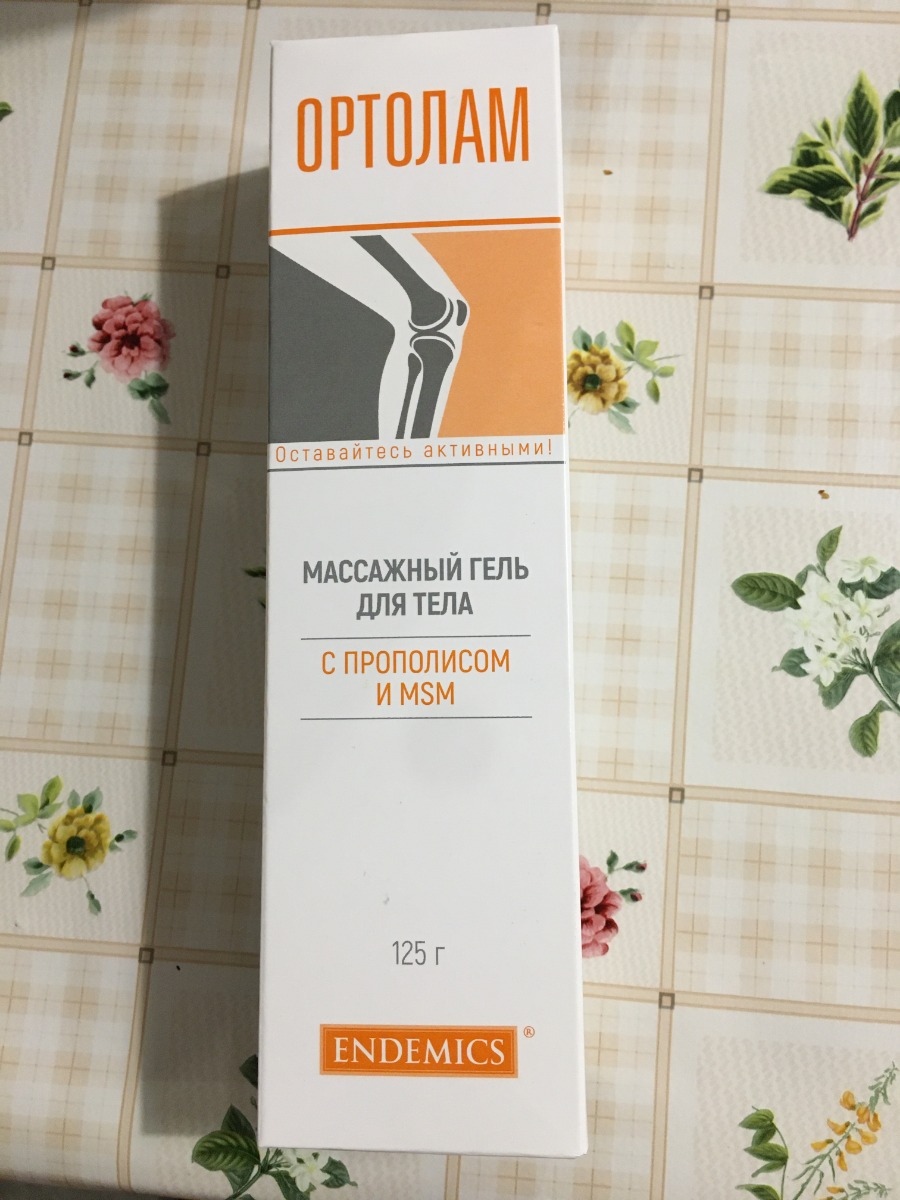 ОРТОЛАМ
Оставайтесь активными!
МАССАЖНЫЙ ГЕЛЬ
ДЛЯ ТЕЛА
С ПРОПОЛИСОМ
И MSM
125 г
ENDEMICS ®